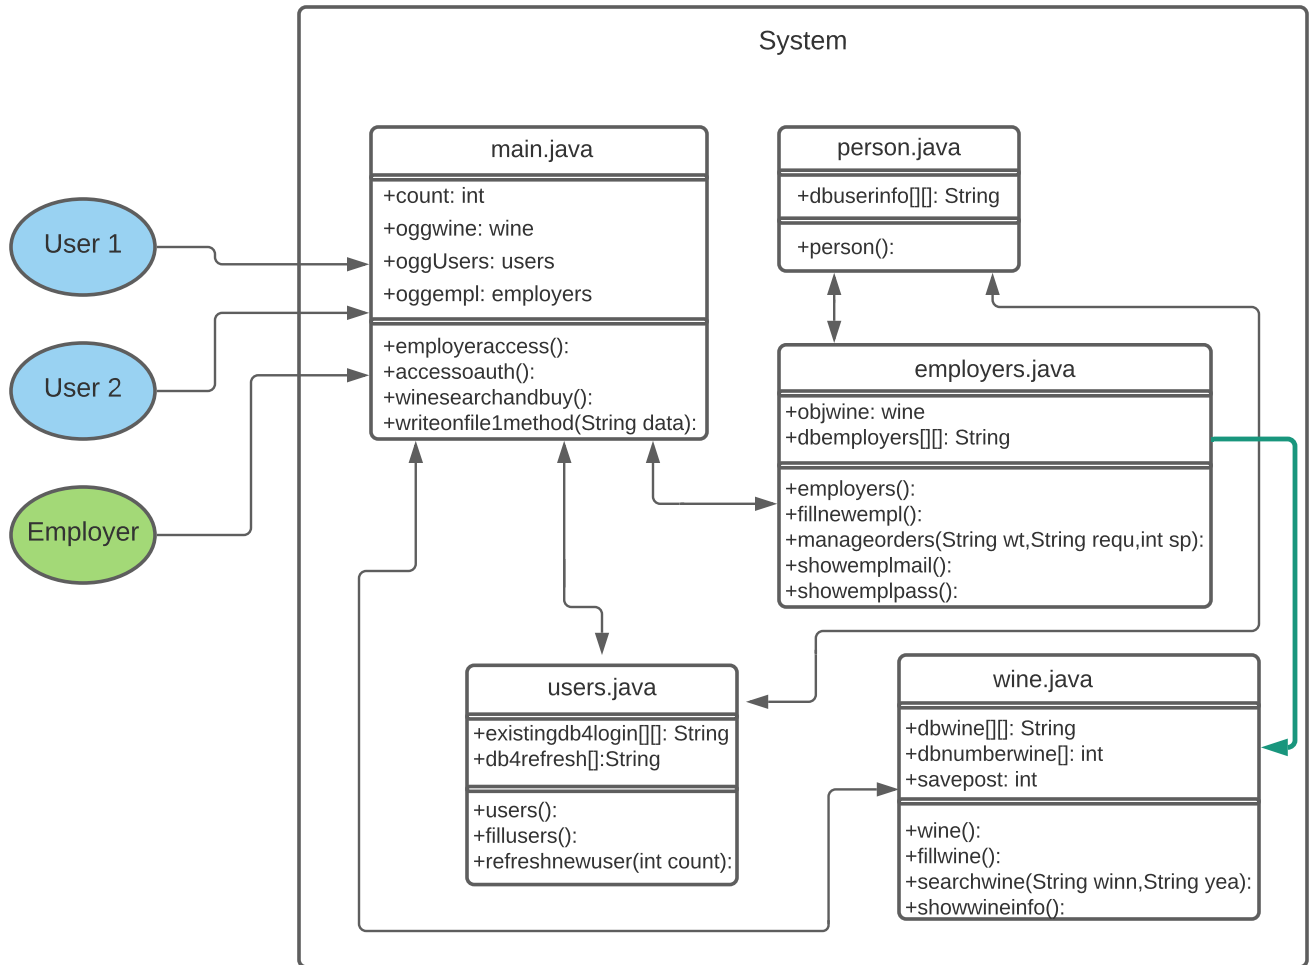 System
main.java
+count: int
+oggwine: wine
+oggUsers: users
+oggempl: employers
+employeraccess():
+accessoauth():
+winesearchandbuy():
+writeonfile1method(String data):
person.java
+dbuserinfo[][]: String
+person():
User 1
User 2
Employer
employers.java
+objwine: wine
+dbemployers[][]: String
+employers():
+fillnewempl():
+manageorders(String wt,String requ,int sp):
+showemplmail():
+showemplpass():
users.java
+existingdb4login[][]: String
+db4refresh[]:String
+users():
+fillusers():
+refreshnewuser(int count):
wine.java
+dbwine[][]: String
+dbnumberwine[]: int
+savepost: int
+wine():
+fillwine():
+searchwine(String winn,String yea):
+showwineinfo():